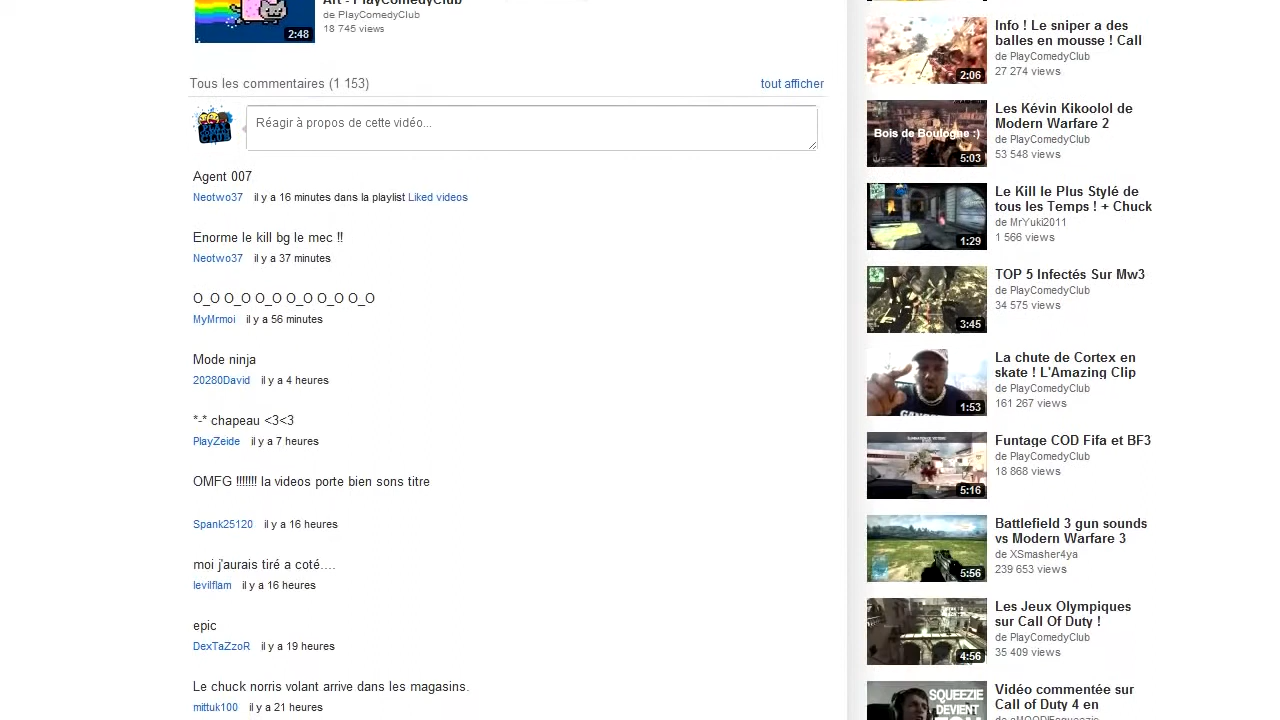 Art - PlayComedyClub
de PlayComedyClub
18 745 views
2:48
Tous les commentaires (1 153)
tout afficher
Réagir à propos de cette vidéo...
Agent 007
Neotwo37 il y a 16 minutes dans la playlist Liked videos
Enorme le kill bg le mec !!
Neotwo37 il y a 37 minutes
O_O O_O O_O O_O O_O O_O
MyMrmoi il y a 56 minutes
Mode ninja
20280David il y a 4 heures
*-* chapeau <3<3
PlayZeide il y a 7 heures
OMFG !!!!!!! la videos porte bien sons titre
Spank25120 il y a 16 heures
moi j'aurais tiré a coté....
levilflam il y a 18 heures
epic
DexTaZzoR il y a 19 heures
Le chuck norris volant arrive dans les magasins.
mittuk100 il y a 21 heures
Info ! Le sniper a des
balles en mousse ! Call
de PlayComedyClub
27 274 views
2:06
Les Kévin Kikoolol de
Modern Warfare 2
de PlayComedyClub
53 548 views
Bois de Boulogne :)
5:03
Le Kill le Plus Stylé de
tous les Temps ! + Chuck
de MrYuki2011
1 566 views
1:29
TOP 5 Infectés Sur Mw3
de PlayComedyClub
34 575 views
3:45
La chute de Cortex en
skate ! L'Amazing Clip
de PlayComedyClub
161 267 views
1:53
Funtage COD Fifa et BF3
de PlayComedyClub
18 868 views
5:16
Battlefield 3 gun sounds
vs Modern Warfare 3
de XSmasher4ya
239 653 views
5:56
Les Jeux Olympiques
sur Call Of Duty !
de PlayComedyClub
35 409 views
4:56
Vidéo commentée sur
Call of Duty 4 en
SQUEEZIE
DEVIENT